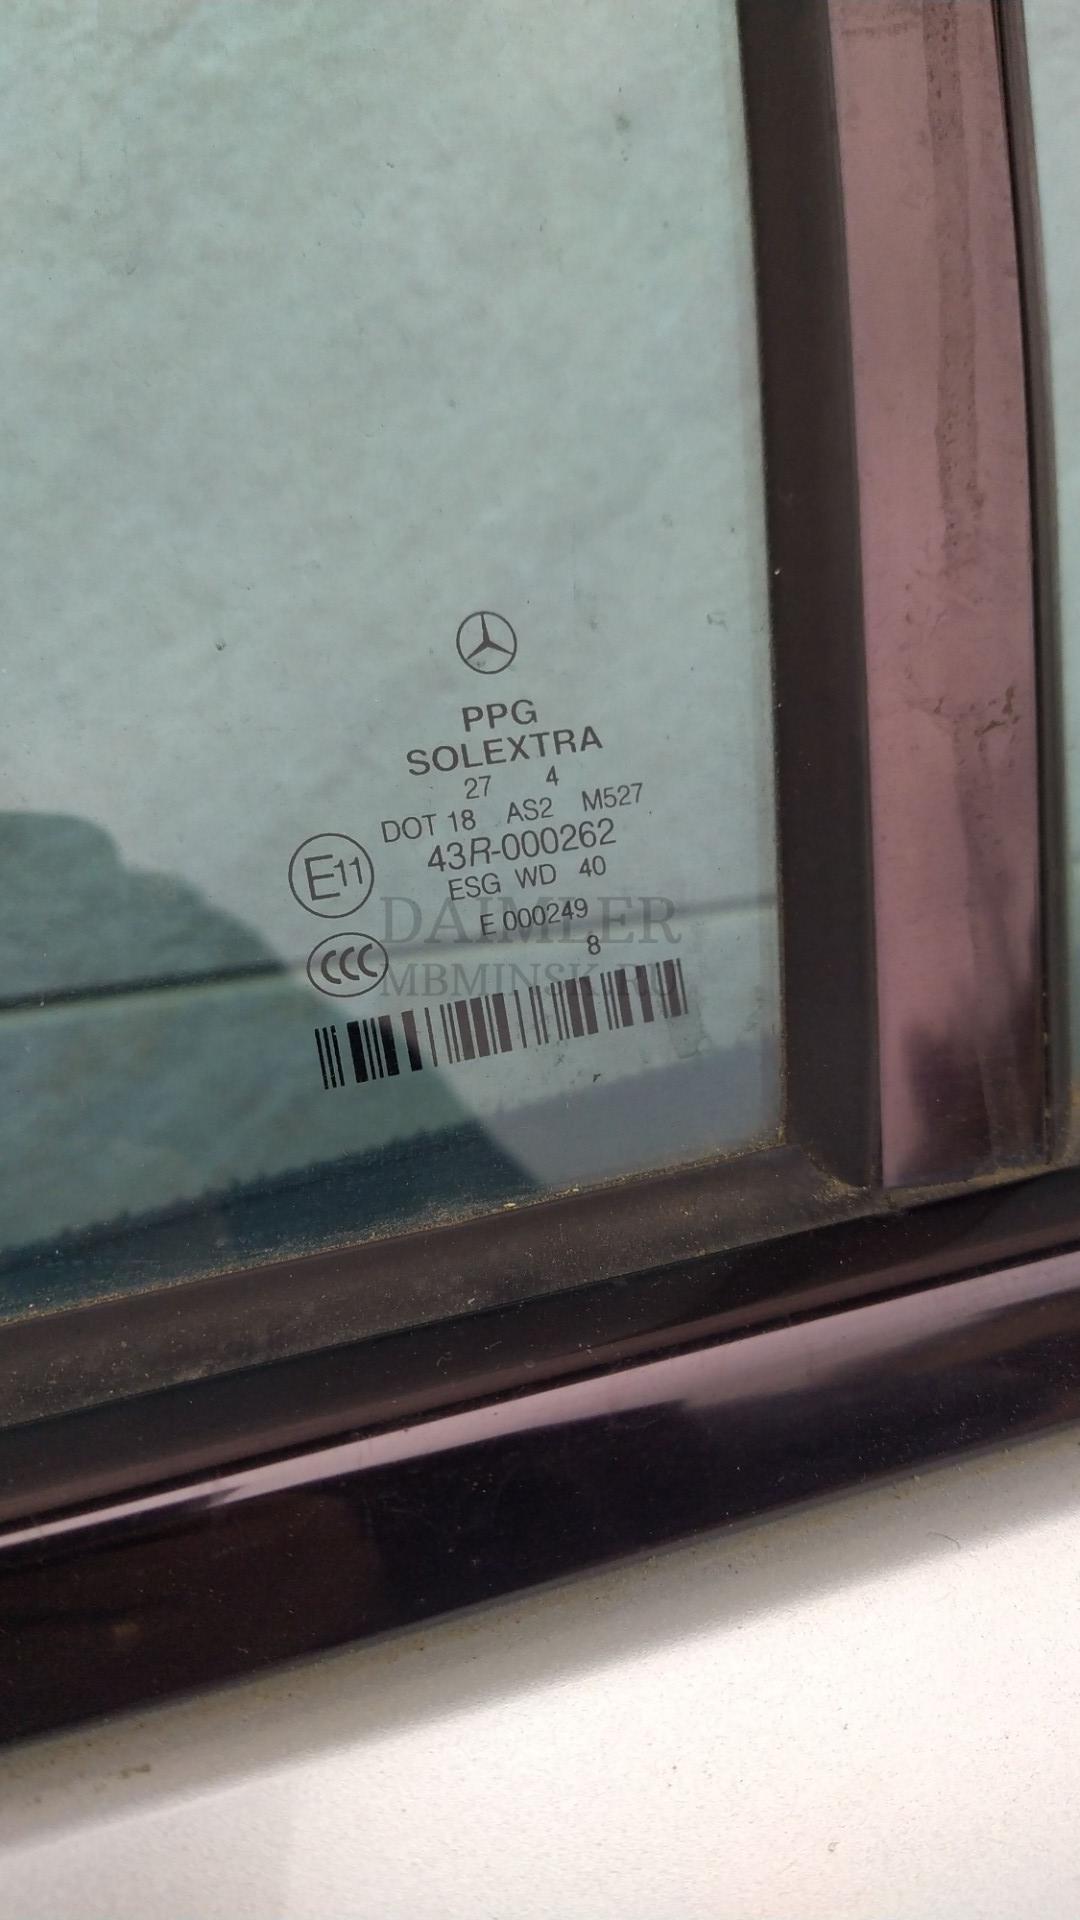 PPG
SOLEXTRA
27 4
DOT 18 AS2 M527
43R-000262
E11
ESG WD 40
E 000249
8
CCC
DAIMLER
MBMINSK.RU